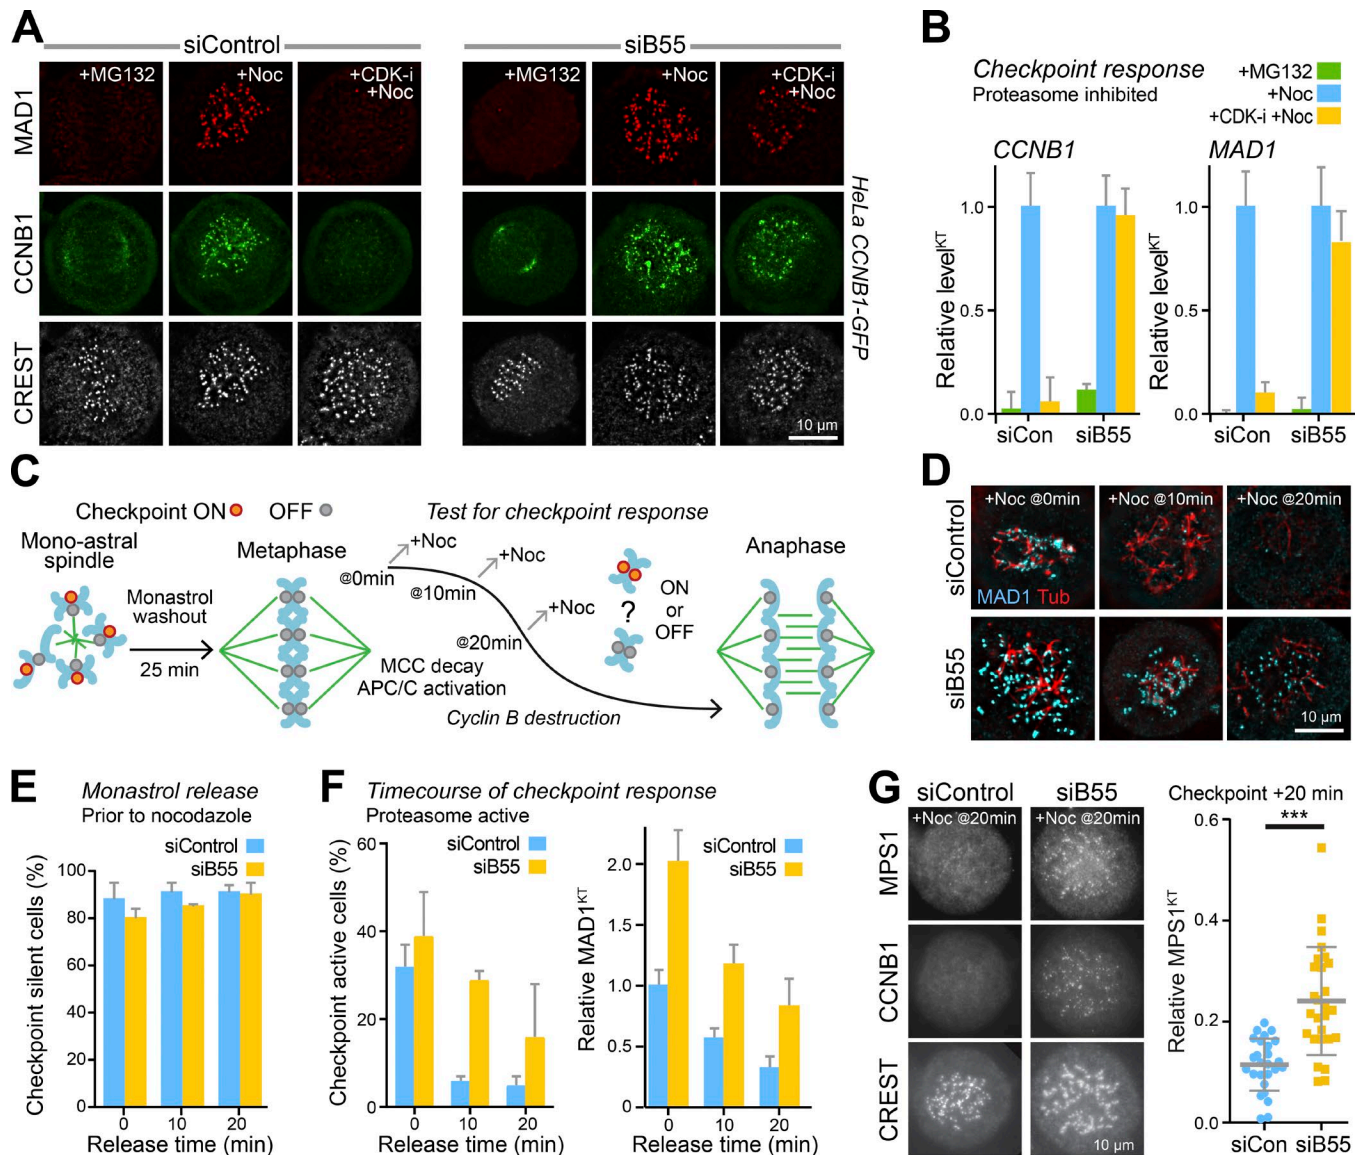 A
siControl
siB55
+MG132
+Noc
+CDK-i
+Noc
+MG132
+Noc
+CDK-i
+Noc
MAD1
CCNB1
CREST
HeLa CCNB1-GFP
10 µm
B
Checkpoint response
Proteasome inhibited
+MG132
+Noc
+CDK-i +Noc
CCNB1
MAD1
Relative levelKT
1.0
0.5
0.0
siCon
siB55
Relative levelKT
1.0
0.5
0.0
siCon
siB55
C
Checkpoint ON
OFF
Test for checkpoint response
Mono-astral
spindle
Metaphase
Anaphase
Monastrol
washout
25 min
@0min
+Noc
@10min
+Noc
@20min
+Noc
?
ON
or
OFF
MCC decay
APC/C activation
Cyclin B destruction
D
+Noc @0min
+Noc @10min
+Noc @20min
siControl
MAD1 Tub
siB55
10 µm
E
Monastrol release
Prior to nocodazole
siControl
siB55
Checkpoint silent cells (%)
100
80
60
40
20
0
0
10
20
Release time (min)
F
Timecourse of checkpoint response
Proteasome active
siControl
siB55
Checkpoint active cells (%)
60
40
20
0
0
10
20
Release time (min)
siControl
siB55
Relative MAD1KT
2.0
1.5
1.0
0.5
0
0
10
20
Release time (min)
G
siControl
siB55
+Noc @20min
+Noc @20min
MPS1
CCNB1
CREST
10 µm
Checkpoint +20 min
***
Relative MPS1KT
0.6
0.4
0.2
0.0
siCon
siB55